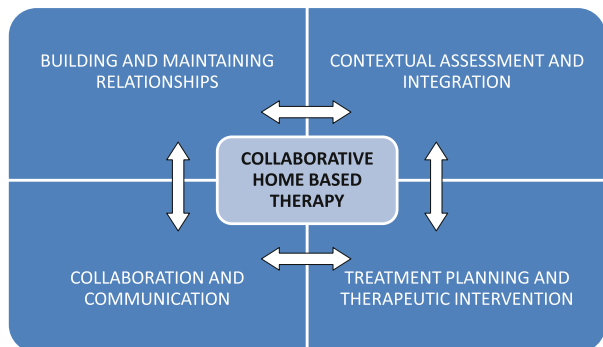 BUILDING AND MAINTAINING
RELATIONSHIPS
CONTEXTUAL ASSESSMENT AND
INTEGRATION
COLLABORATIVE
HOME BASED
THERAPY
COLLABORATION AND
COMMUNICATION
TREATMENT PLANNING AND
THERAPEUTIC INTERVENTION